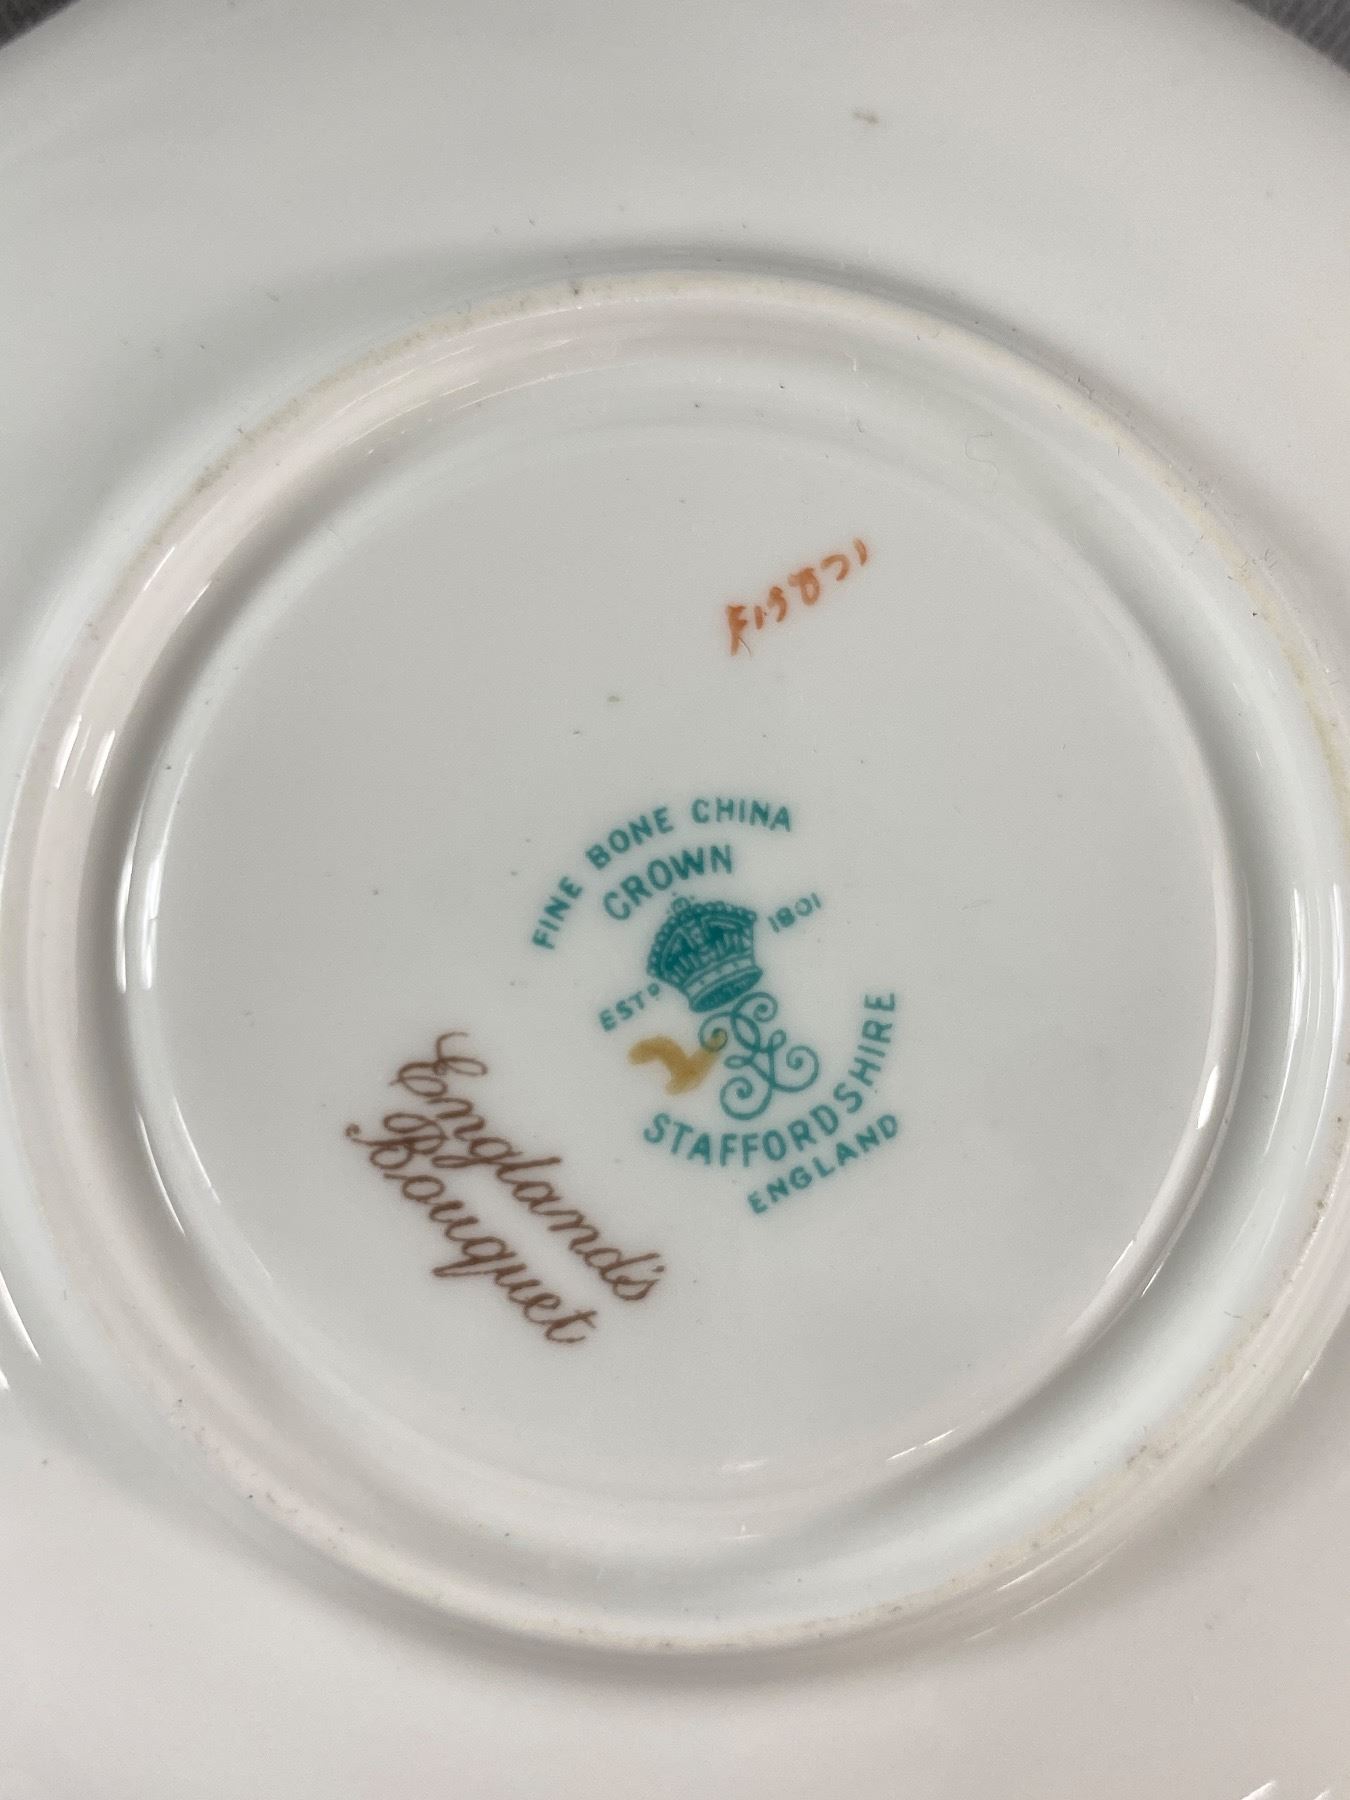 F15821
FINE BONE CHINA
CROWN
ESTD 1801
STAFFORDSHIRE
ENGLAND
England's
Bouquet